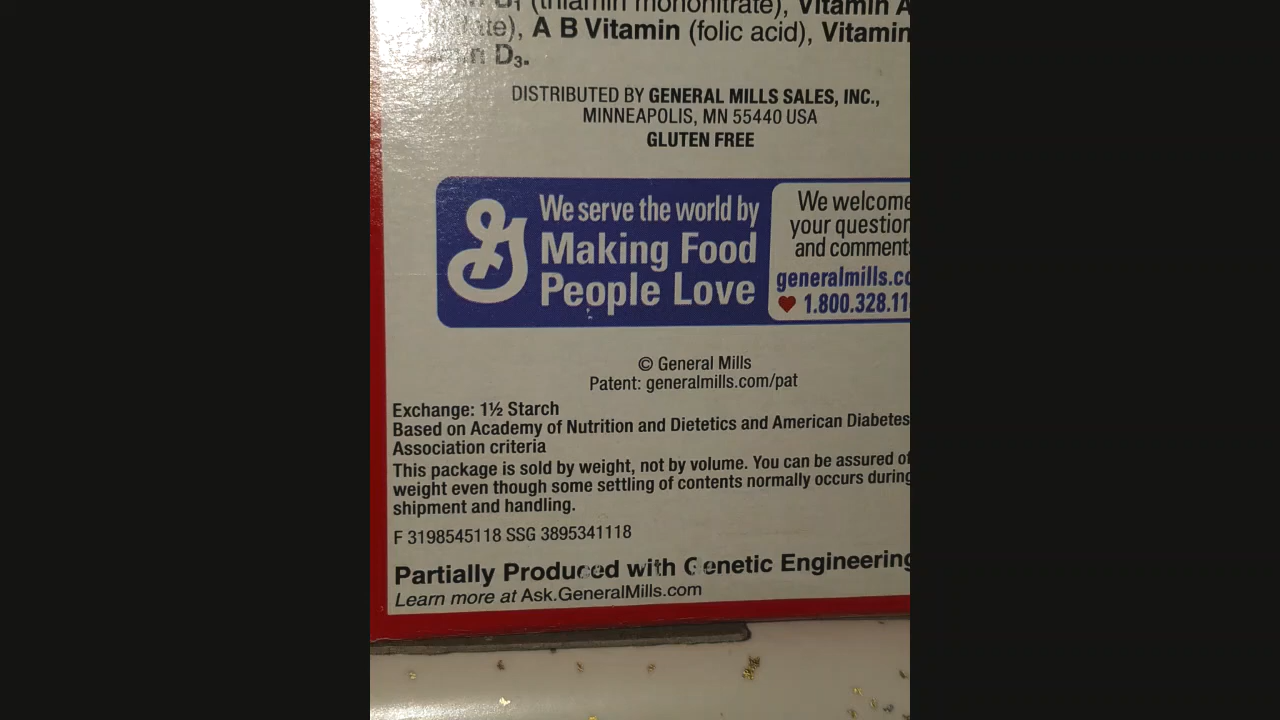 (thiamin mononitrate), Vitamin A
A B Vitamin (folic acid), Vitamin
D3.
DISTRIBUTED BY GENERAL MILLS SALES, INC.,
MINNEAPOLIS, MN 55440 USA
GLUTEN FREE
We serve the world by
Making Food
People Love
We welcome
your question
and comment
generalmills.co
1.800.328.11
© General Mills
Patent: generalmills.com/pat
Exchange: 1½ Starch
Based on Academy of Nutrition and Dietetics and American Diabetes
Association criteria
This package is sold by weight, not by volume. You can be assured of
weight even though some settling of contents normally occurs during
shipment and handling.
F 3198545118 SSG 3895341118
Partially Produced with Genetic Engineering
Learn more at Ask.GeneralMills.com